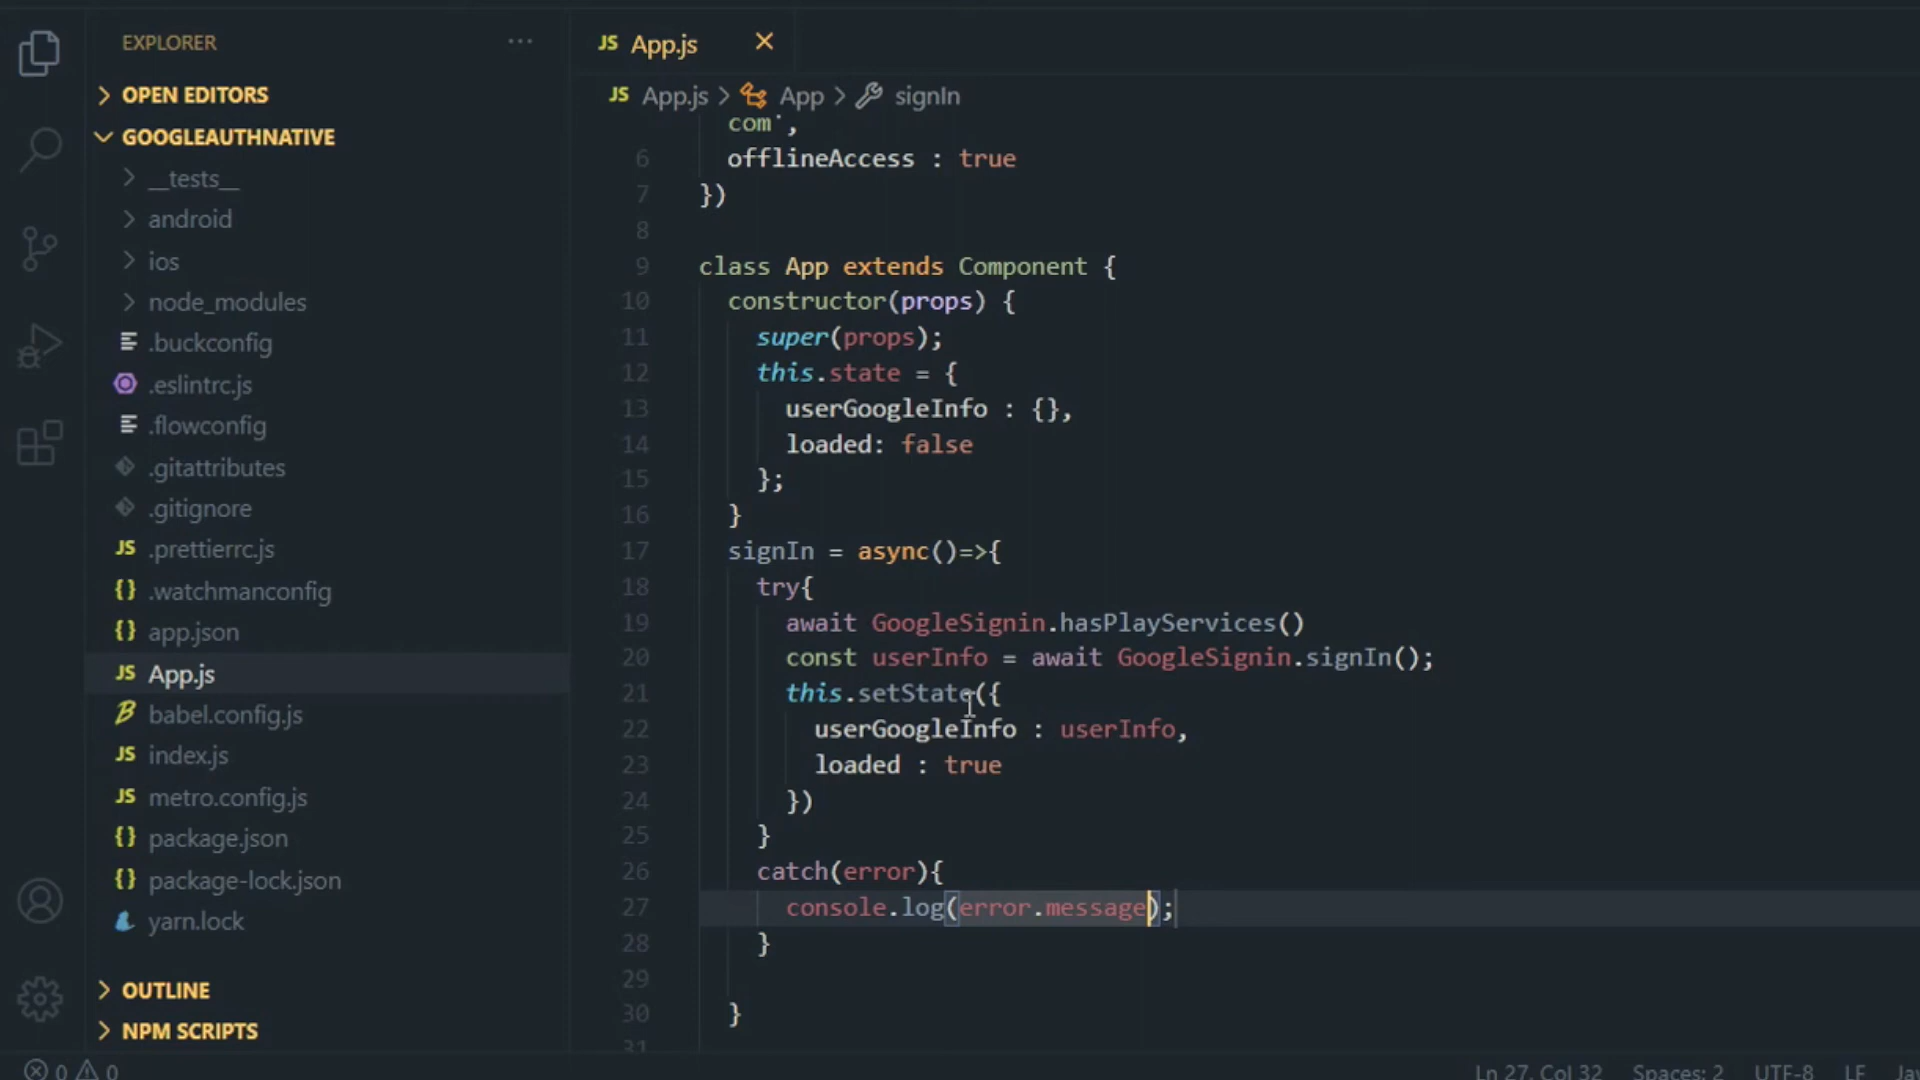 EXPLORER
···
OPEN EDITORS
GOOGLEAUTHNATIVE
__tests__
android
ios
node_modules
.buckconfig
.eslintrc.js
.flowconfig
.gitattributes
.gitignore
JS .prettierrc.js
{} .watchmanconfig
{} app.json
JS App.js
babel.config.js
JS index.js
JS metro.config.js
{} package.json
{} package-lock.json
yarn.lock
OUTLINE
NPM SCRIPTS
JS App.js
JS App.js > App > signIn
com',
6 offlineAccess : true
7 })
8
9 class App extends Component {
10 constructor(props) {
11 super(props);
12 this.state = {
13 userGoogleInfo : {},
14 loaded: false
15 };
16 }
17 signIn = async()=>{
18 try{
19 await GoogleSignin.hasPlayServices()
20 const userInfo = await GoogleSignin.signIn();
21 this.setState({
22 userGoogleInfo : userInfo,
23 loaded : true
24 })
25 }
26 catch(error){
27 console.log(error.message);
28 }
29
30 }
31
0 0
Ln 27, Col 32 Spaces: 2 UTF-8 LF